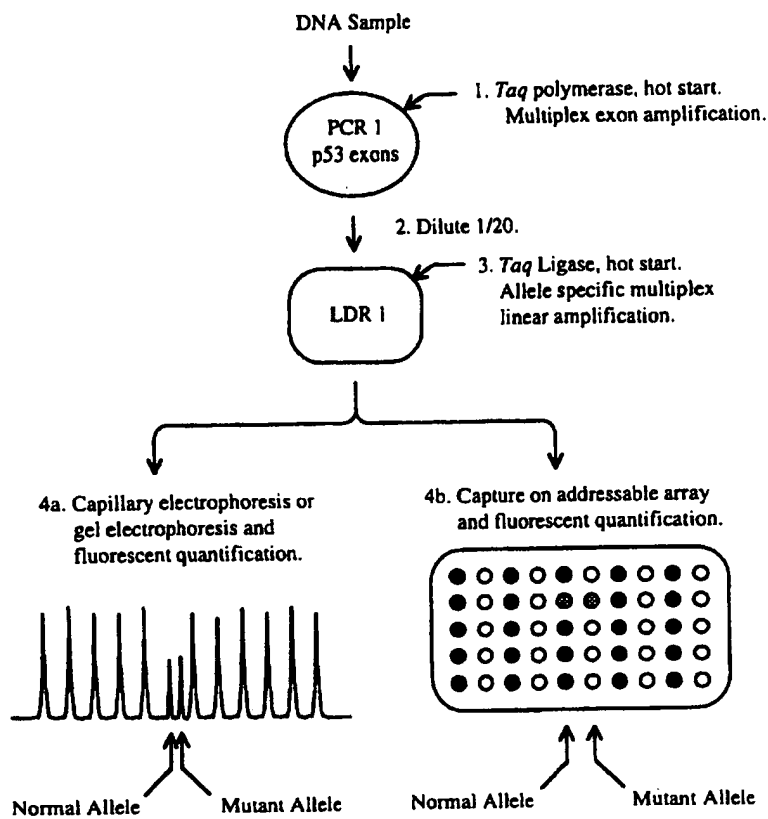 DNA Sample
1. Taq polymerase, hot start.
Multiplex exon amplification.
PCR 1
p53 exons
2. Dilute 1/20.
3. Taq Ligase, hot start.
Allele specific multiplex
linear amplification.
LDR 1
4a. Capillary electrophoresis or
gel electrophoresis and
fluorescent quantification.
4b. Capture on addressable array
and fluorescent quantification.
Normal Allele
Mutant Allele
Normal Allele
Mutant Allele